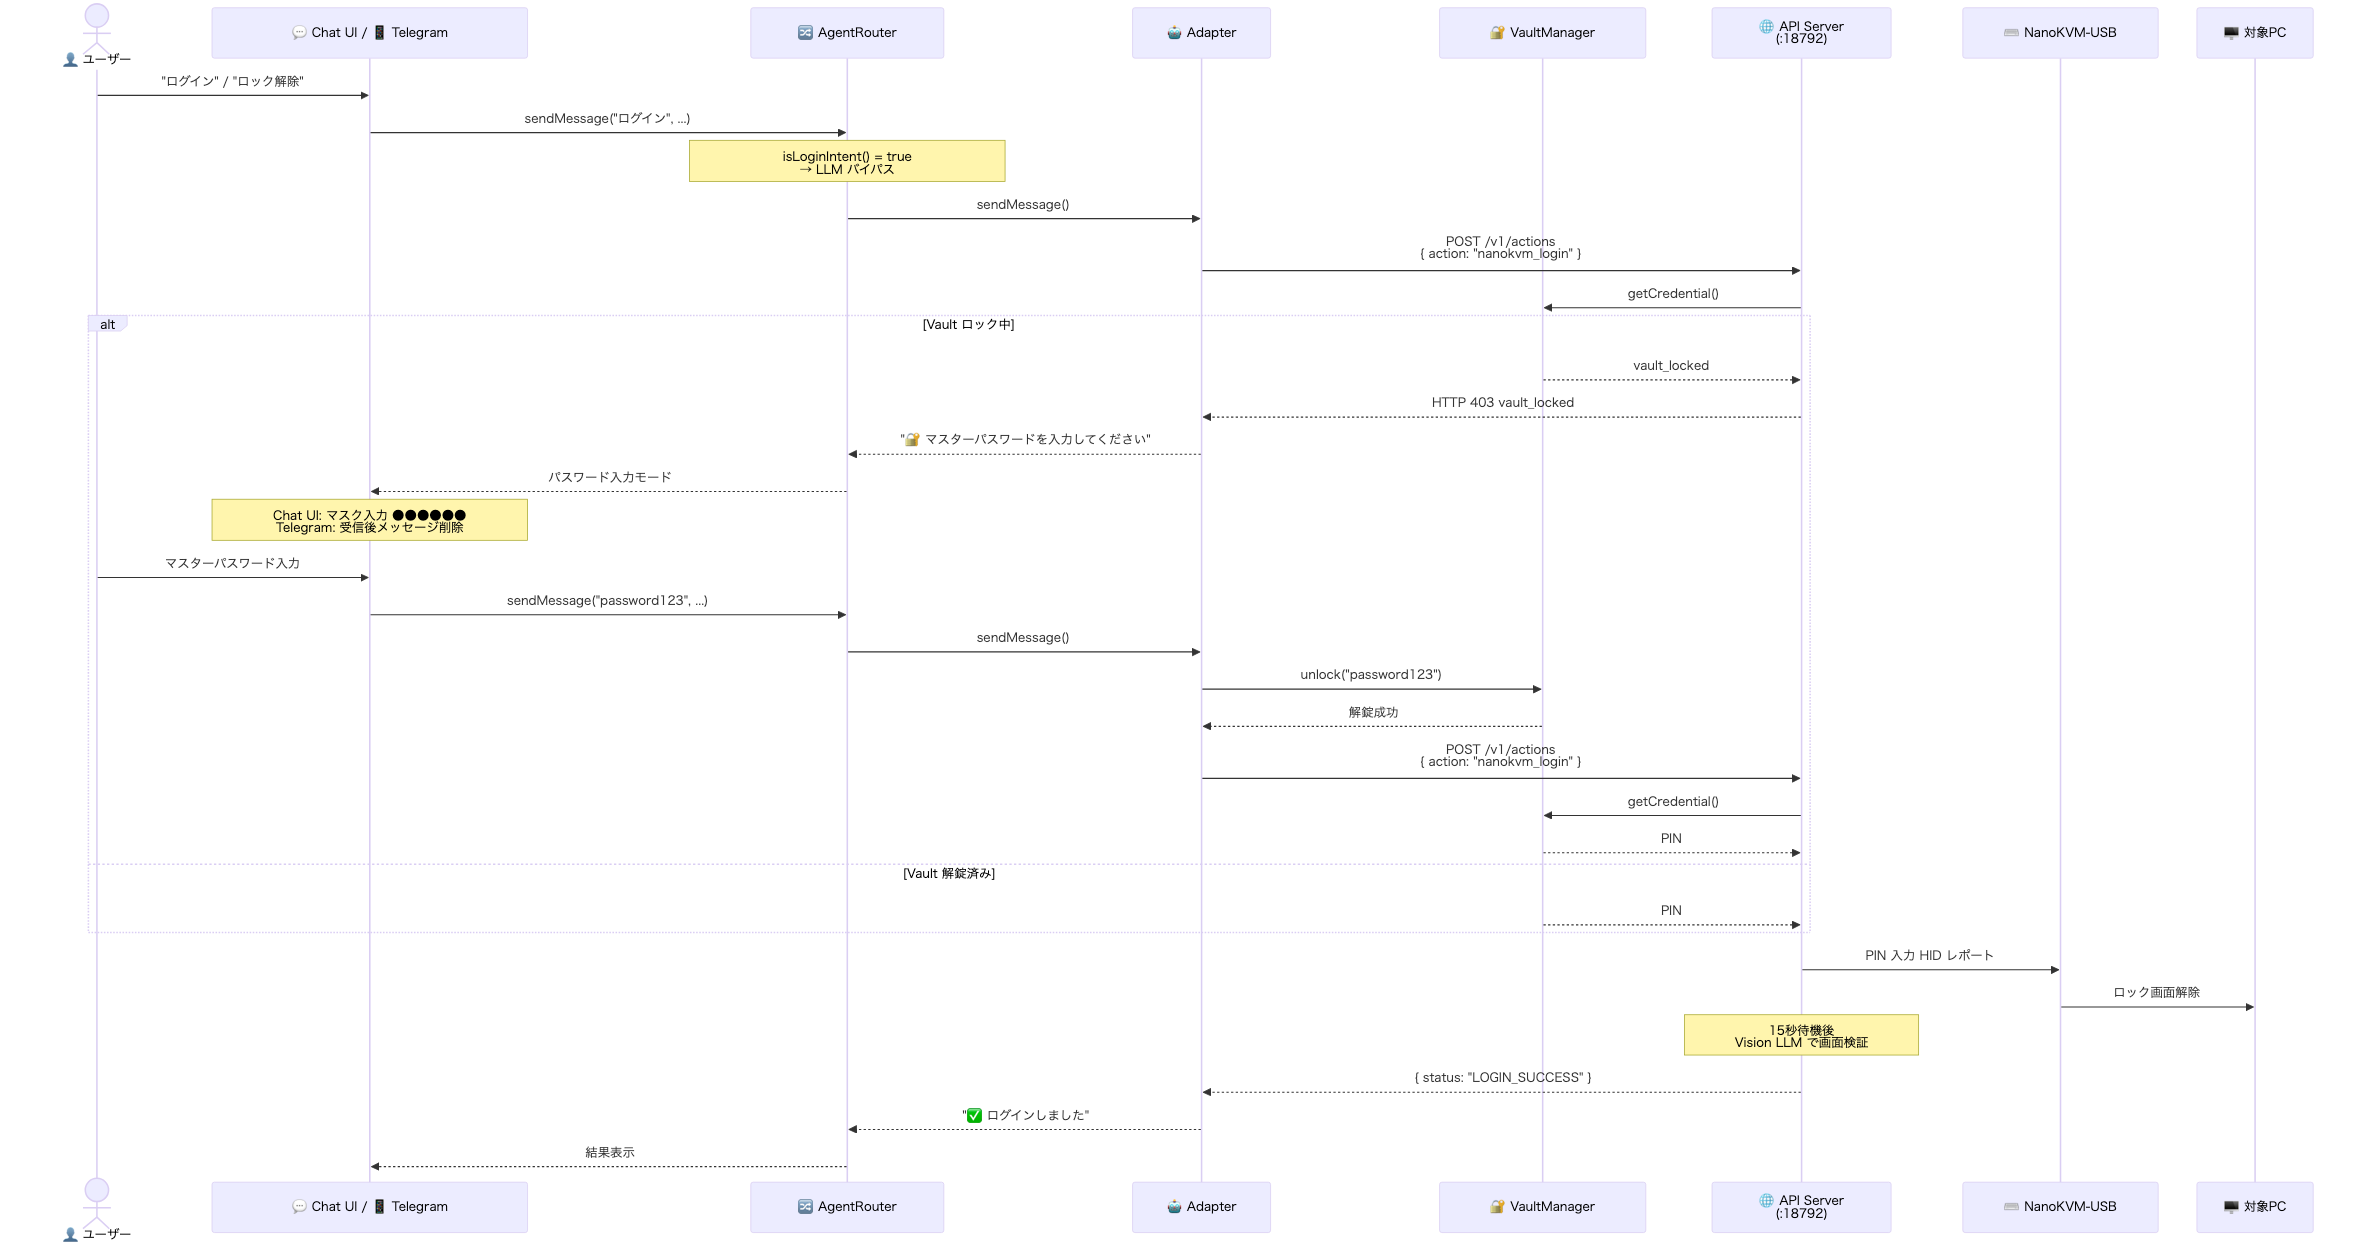 👤 ユーザー
💬 Chat UI / 📱 Telegram
🔀 AgentRouter
🤖 Adapter
🔐 VaultManager
🌐 API Server
(:18792)
⌨️ NanoKVM-USB
🖥️ 対象PC
"ログイン" / "ロック解除"
sendMessage("ログイン", ...)
isLoginIntent() = true
→ LLM バイパス
sendMessage()
POST /v1/actions
{ action: "nanokvm_login" }
getCredential()
alt
[Vault ロック中]
vault_locked
HTTP 403 vault_locked
"🔐 マスターパスワードを入力してください"
パスワード入力モード
Chat UI: マスク入力 ●●●●●●
Telegram: 受信後メッセージ削除
マスターパスワード入力
sendMessage("password123", ...)
sendMessage()
unlock("password123")
解錠成功
POST /v1/actions
{ action: "nanokvm_login" }
getCredential()
PIN
[Vault 解錠済み]
PIN
PIN 入力 HID レポート
ロック画面解除
15秒待機後
Vision LLM で画面検証
{ status: "LOGIN_SUCCESS" }
"✅ ログインしました"
結果表示
👤 ユーザー
💬 Chat UI / 📱 Telegram
🔀 AgentRouter
🤖 Adapter
🔐 VaultManager
🌐 API Server
(:18792)
⌨️ NanoKVM-USB
🖥️ 対象PC